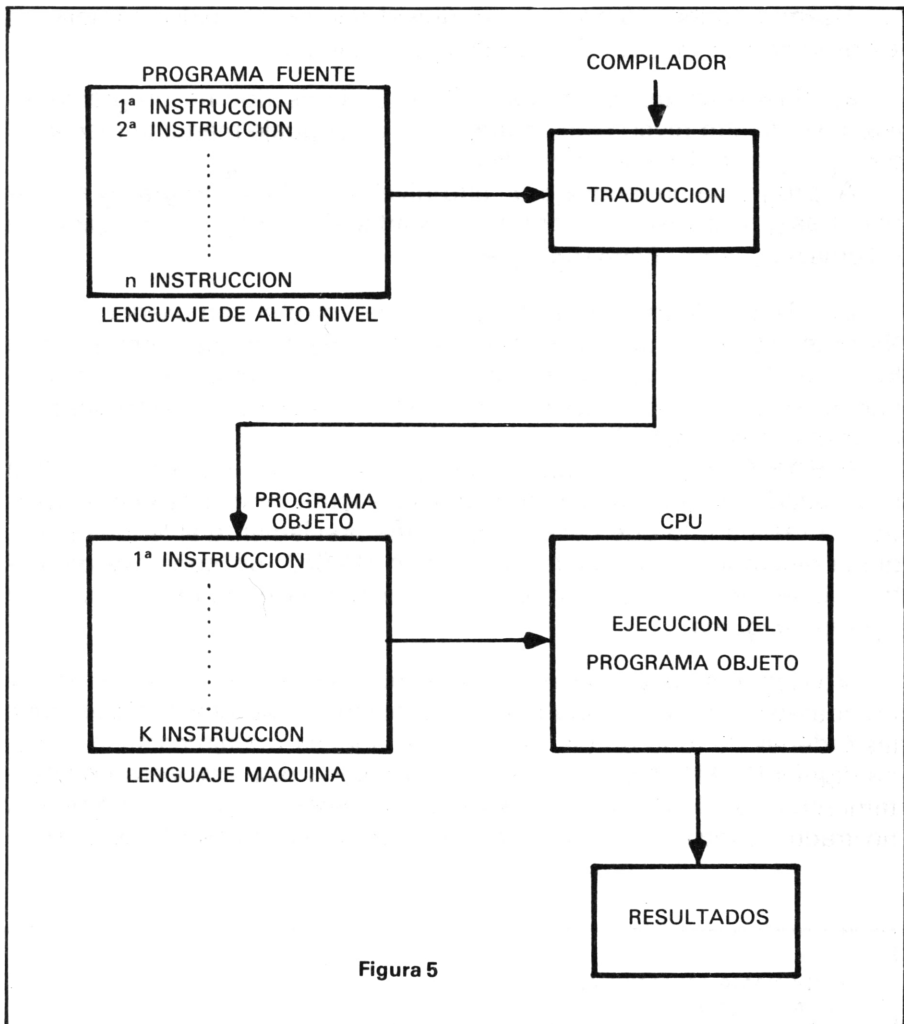 PROGRAMA FUENTE
1ª INSTRUCCION
2ª INSTRUCCION
n INSTRUCCION
LENGUAJE DE ALTO NIVEL
COMPILADOR
TRADUCCION
PROGRAMA
OBJETO
1ª INSTRUCCION
K INSTRUCCION
LENGUAJE MAQUINA
CPU
EJECUCION DEL
PROGRAMA OBJETO
RESULTADOS
Figura 5